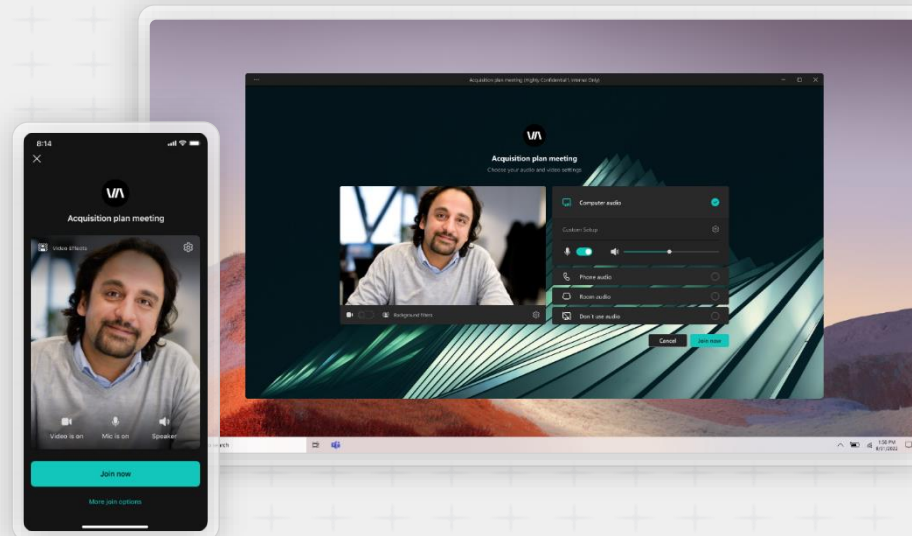 8:14
Acquisition plan meeting
Video Effects
Video is on
Mic is on
Speaker
Join now
More join options
Acquisition plan meeting (Highly Confidential \ Internal Only)
Acquisition plan meeting
Choose your audio and video settings
Computer audio
Custom Setup
Phone audio
Room audio
Don't use audio
Background filters
Cancel
Join now
1:38 PM